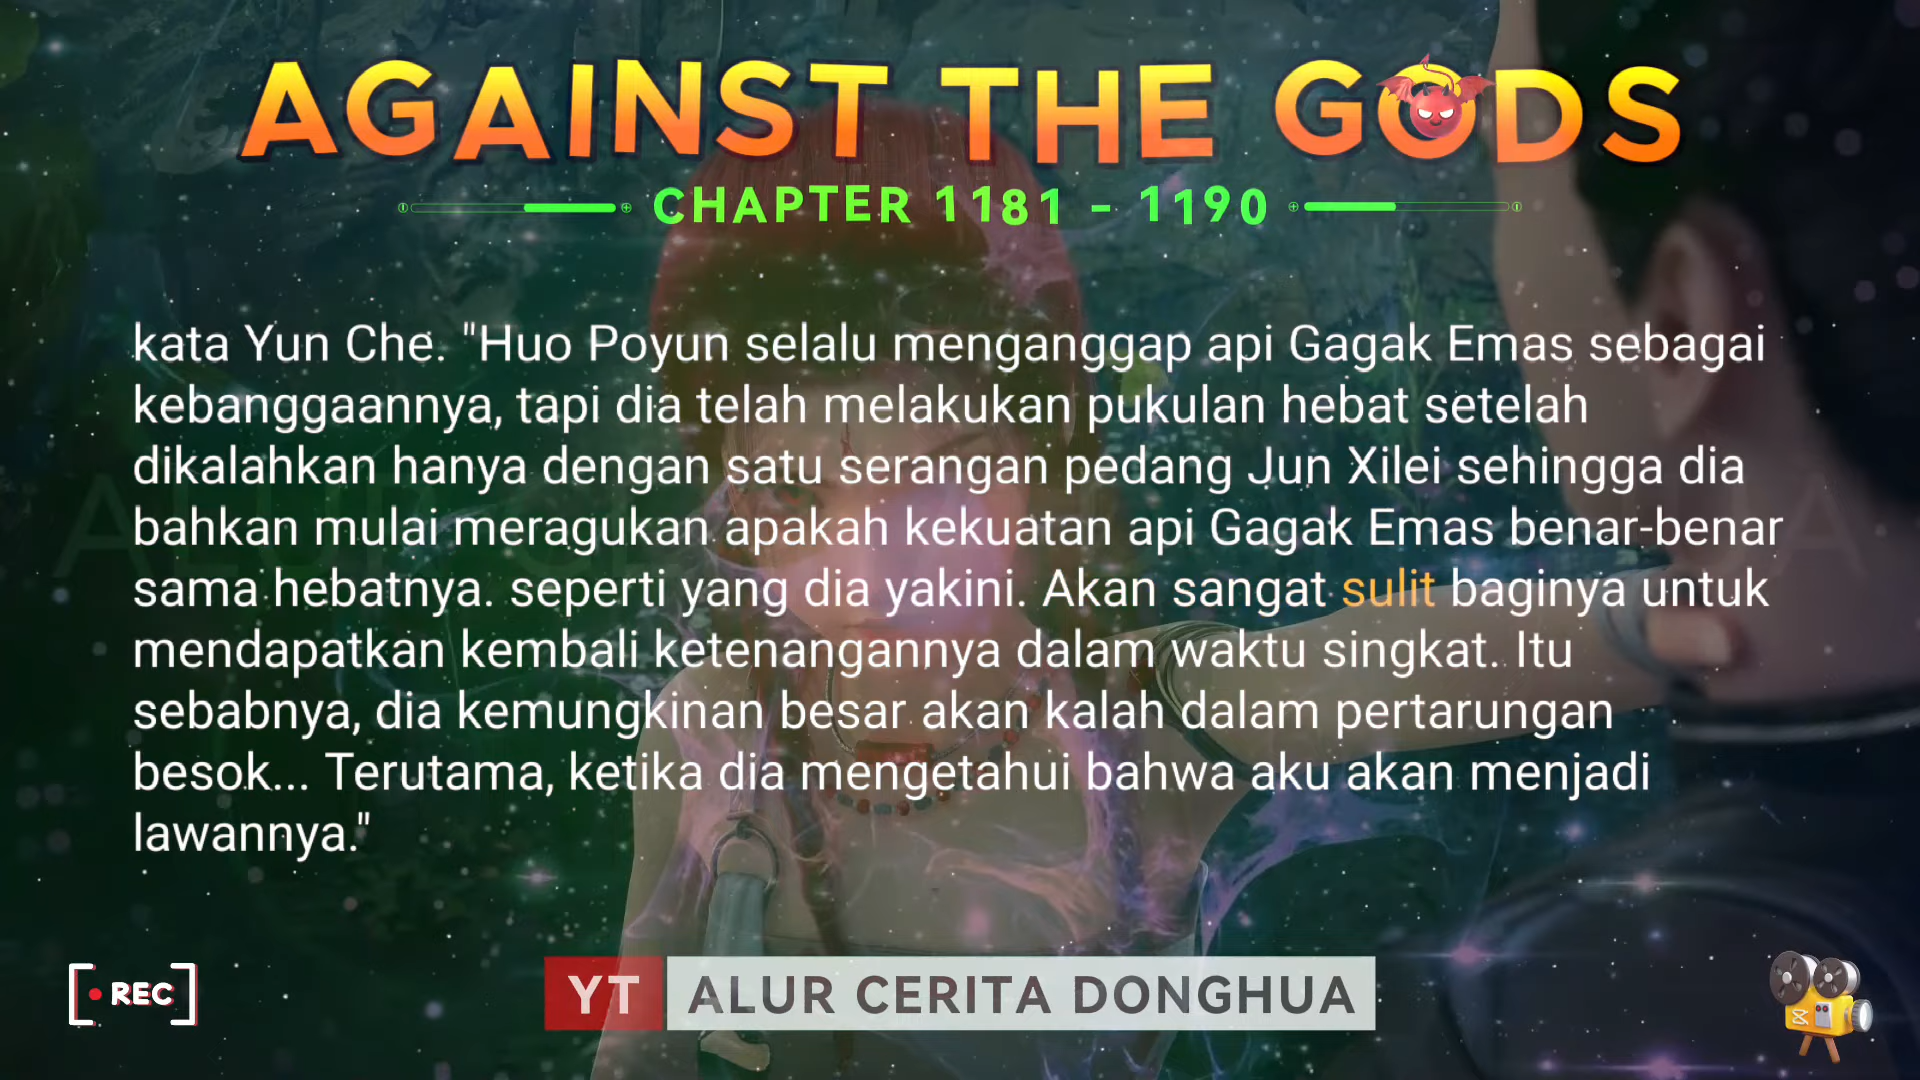 AGAINST THE GODS
CHAPTER 1181 - 1190
kata Yun Che. "Huo Poyun selalu menganggap api Gagak Emas sebagai
kebanggaannya, tapi dia telah melakukan pukulan hebat setelah
dikalahkan hanya dengan satu serangan pedang Jun Xilei sehingga dia
bahkan mulai meragukan apakah kekuatan api Gagak Emas benar-benar
sama hebatnya. seperti yang dia yakini. Akan sangat sulit baginya untuk
mendapatkan kembali ketenangannya dalam waktu singkat. Itu
sebabnya, dia kemungkinan besar akan kalah dalam pertarungan
besok... Terutama, ketika dia mengetahui bahwa aku akan menjadi
lawannya."
REC
YT ALUR CERITA DONGHUA